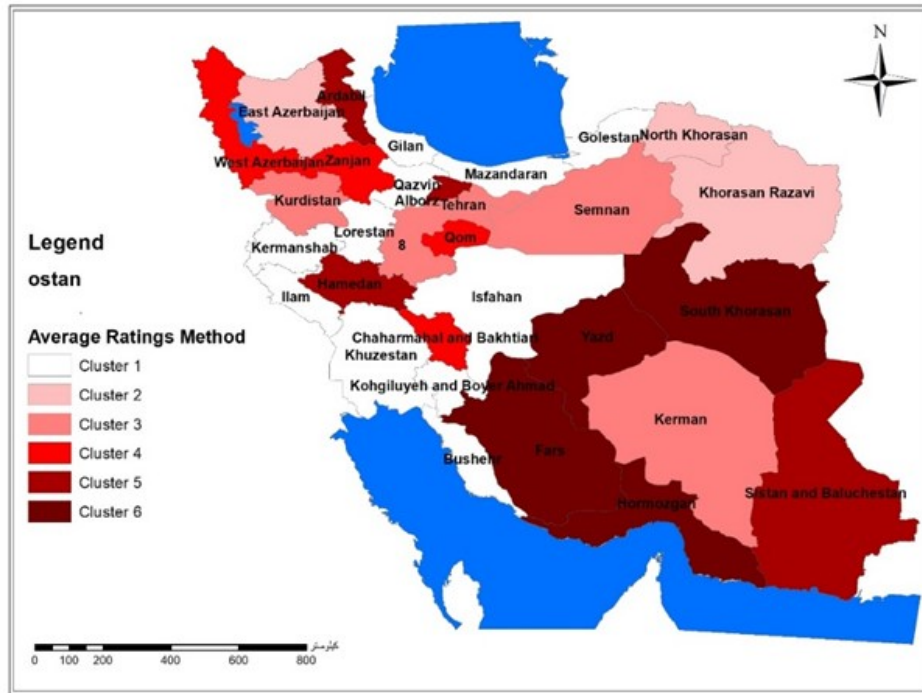 N
Ardabil
East Azerbaijan
Golestan
North Khorasan
Gilan
West Azerbaijan
Zanjan
Mazandaran
Qazvin
Khorasan Razavi
Alborz
Kurdistan
Tehran
Semnan
Lorestan
Qom
8
Kermanshah
Legend
ostan
Hamedan
Ilam
Isfahan
South Khorasan
Average Ratings Method
Chaharmahal and Bakhtiari
Yazd
Khuzestan
Cluster 1
Cluster 2
Kohgiluyeh and Boyer Ahmad
Cluster 3
Kerman
Cluster 4
Fars
Bushehr
Cluster 5
Sistan and Baluchestan
Hormozgan
Cluster 6
کیلومتر
0 100 200 400 600 800